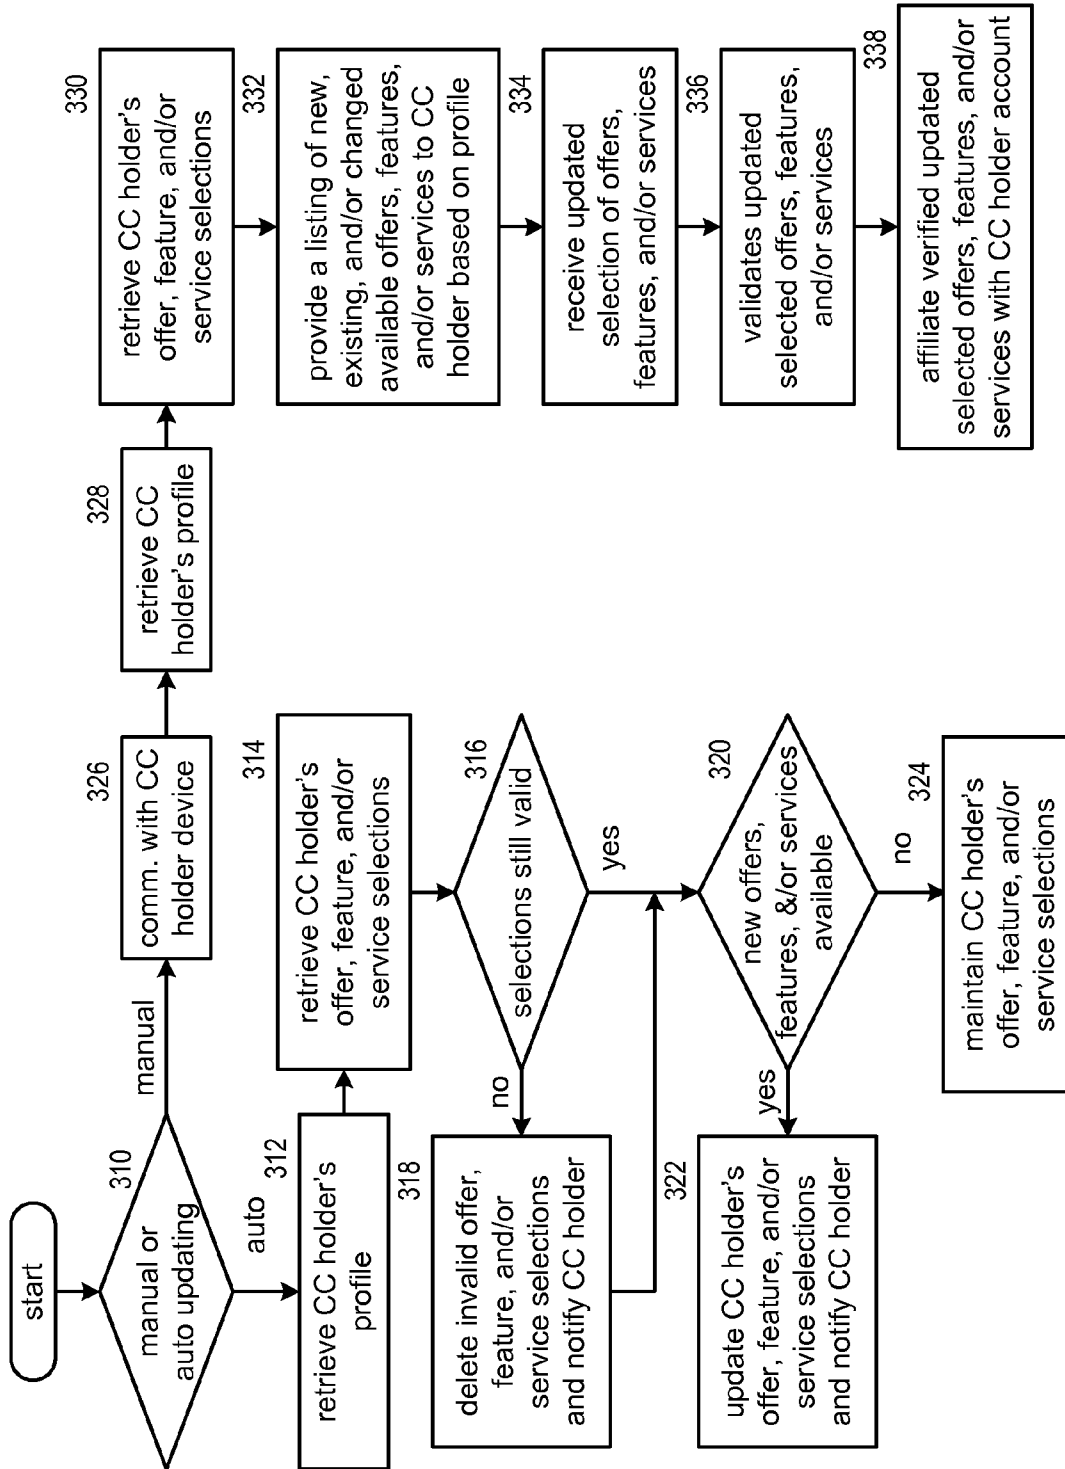 start
310
manual or
auto updating
manual
auto
312
retrieve CC holder's
profile
314
retrieve CC holder's
offer, feature, and/or
service selections
316
selections still valid
no
yes
318
delete invalid offer,
feature, and/or
service selections
and notify CC holder
320
new offers,
features, &/or services
available
yes
no
322
update CC holder's
offer, feature, and/or
service selections
and notify CC holder
324
maintain CC holder's
offer, feature, and/or
service selections
326
comm. with CC
holder device
328
retrieve CC
holder's profile
330
retrieve CC holder's
offer, feature, and/or
service selections
332
provide a listing of new,
existing, and/or changed
available offers, features,
and/or services to CC
holder based on profile
334
receive updated
selection of offers,
features, and/or services
336
validates updated
selected offers, features,
and/or services
338
affiliate verified updated
selected offers, features, and/or
services with CC holder account